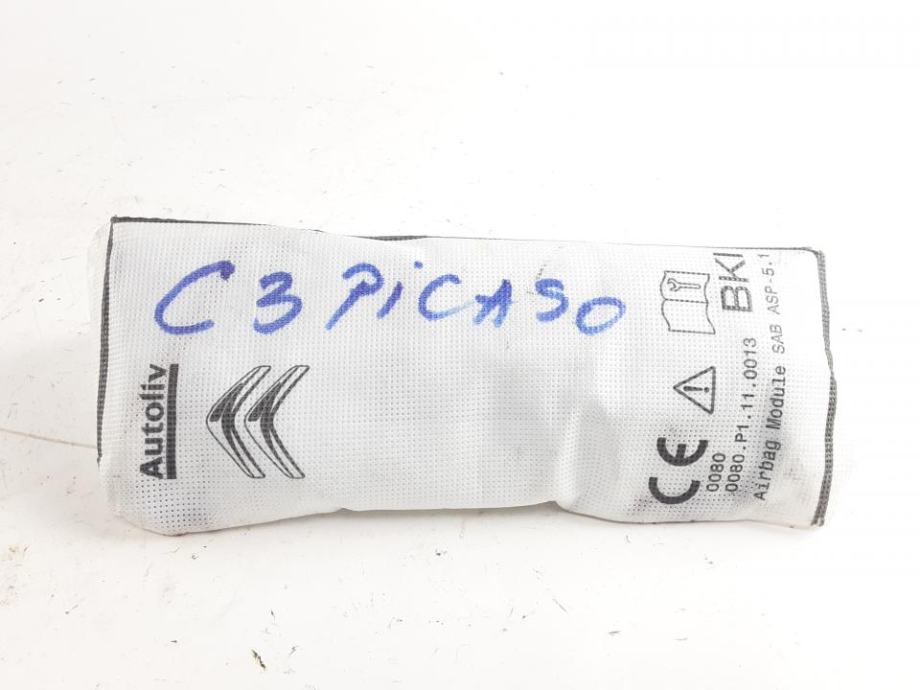 C3 PiCASO
Autoliv
BKI
CE
0080
0080.P1.11.0013
Airbag Module SAB ASP-5.1